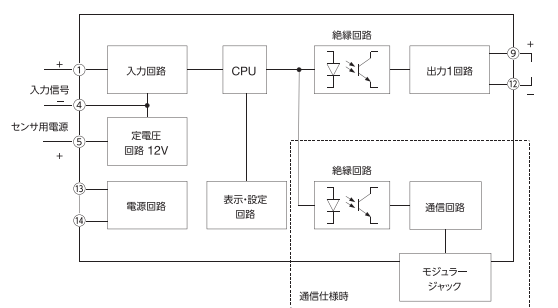 絶縁回路
+
①
入力回路
CPU
出力1回路
⑨
+
入力信号
−
④
⑫
−
センサ用電源
⑤
+
定電圧
回路 12V
絶縁回路
⑬
電源回路
⑭
表示・設定
回路
通信回路
モジュラー
ジャック
通信仕様時